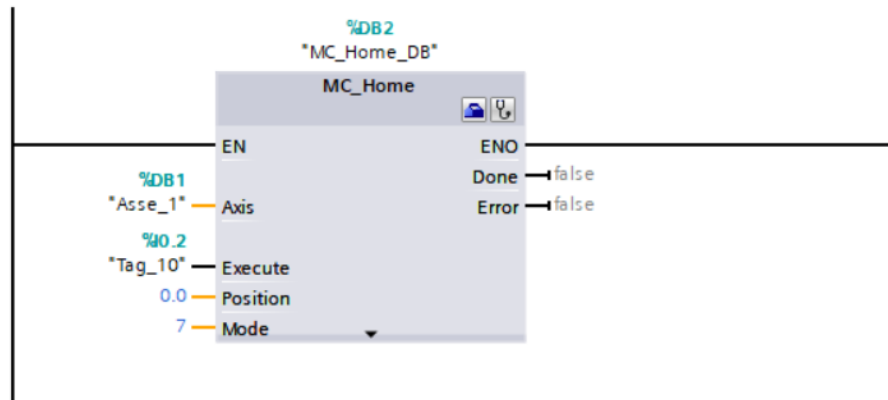 %DB2
"MC_Home_DB"
MC_Home
EN
ENO
Done
false
%DB1
"Asse_1"
Axis
Error
false
%I0.2
"Tag_10"
Execute
0.0
Position
7
Mode